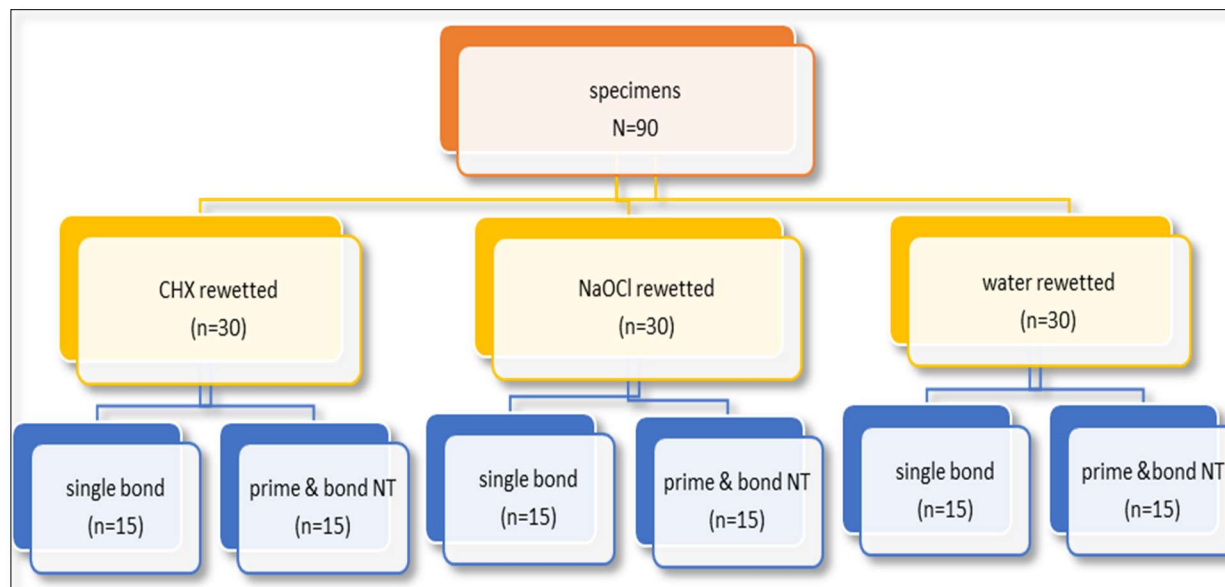 specimens
N=90
CHX rewetted
(n=30)
NaOCl rewetted
(n=30)
water rewetted
(n=30)
single bond
(n=15)
prime & bond NT
(n=15)
single bond
(n=15)
prime & bond NT
(n=15)
single bond
(n=15)
prime &bond NT
(n=15)